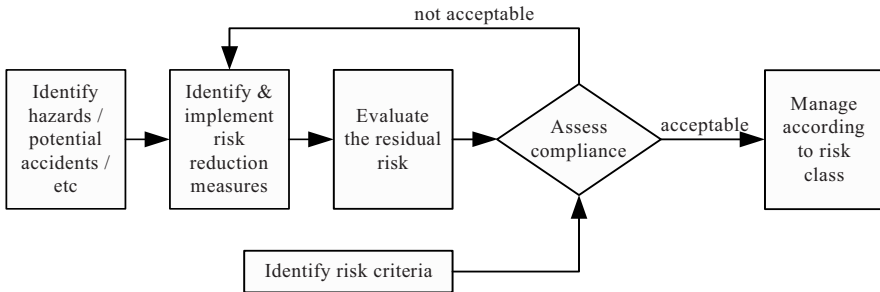 not acceptable
Identify
hazards /
potential
accidents /
etc
Identify &
implement
risk
reduction
measures
Evaluate
the residual
risk
Assess
compliance
acceptable
Manage
according
to risk
class
Identify risk criteria